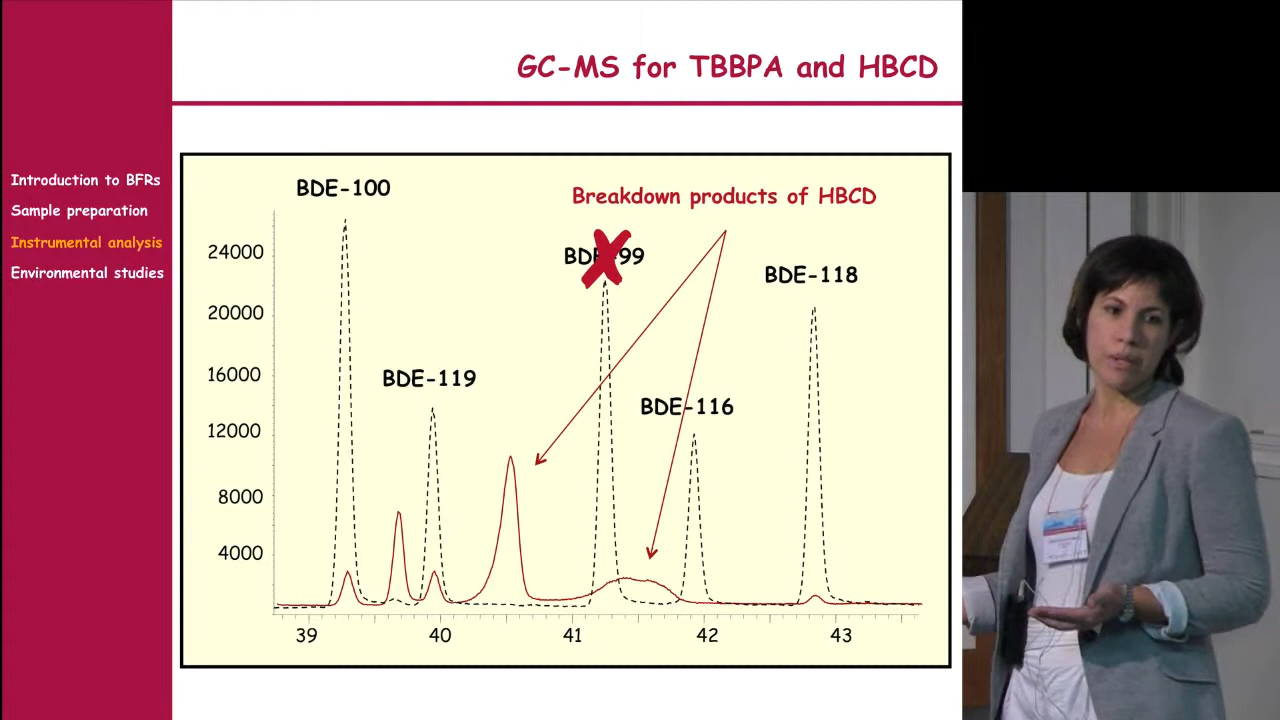 GC-MS for TBBPA and HBCD
Introduction to BFRs
Sample preparation
Instrumental analysis
Environmental studies
BDE-100
Breakdown products of HBCD
BDE-99
BDE-118
BDE-119
BDE-116
24000
20000
16000
12000
8000
4000
39 40 41 42 43